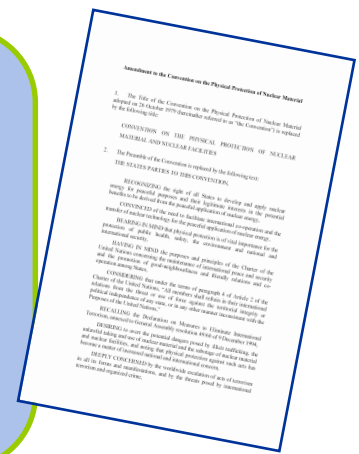 Amendment to the Convention on the Physical Protection of Nuclear Material
1. The Title of the Convention on the Physical Protection of Nuclear Material
adopted on 26 October 1979 (hereinafter referred to as "the Convention") is replaced
by the following title:
CONVENTION ON THE PHYSICAL PROTECTION OF NUCLEAR
MATERIAL AND NUCLEAR FACILITIES
2. The Preamble of the Convention is replaced by the following text:
THE STATES PARTIES TO THIS CONVENTION,
RECOGNIZING the right of all States to develop and apply nuclear
energy for peaceful purposes and their legitimate interests in the potential
benefits to be derived from the peaceful application of nuclear energy,
CONVINCED of the need to facilitate international co-operation and the
transfer of nuclear technology for the peaceful application of nuclear energy,
BEARING IN MIND that physical protection is of vital importance for the
protection of public health, safety, the environment and national and
international security,
HAVING IN MIND the purposes and principles of the Charter of the
United Nations concerning the maintenance of international peace and security
and the promotion of good-neighbourliness and friendly relations and co-
operation among States,
CONSIDERING that under the terms of paragraph 4 of Article 2 of the
Charter of the United Nations, "All members shall refrain in their international
relations from the threat or use of force against the territorial integrity or
political independence of any state, or in any other manner inconsistent with the
Purposes of the United Nations,"
RECALLING the Declaration on Measures to Eliminate International
Terrorism, annexed to General Assembly resolution 49/60 of 9 December 1994,
DESIRING to avert the potential dangers posed by illicit trafficking, the
unlawful taking and use of nuclear material and the sabotage of nuclear material
and nuclear facilities, and noting that physical protection against such acts has
become a matter of increased national and international concern,
DEEPLY CONCERNED by the worldwide escalation of acts of terrorism
in all its forms and manifestations, and by the threats posed by international
terrorism and organized crime,